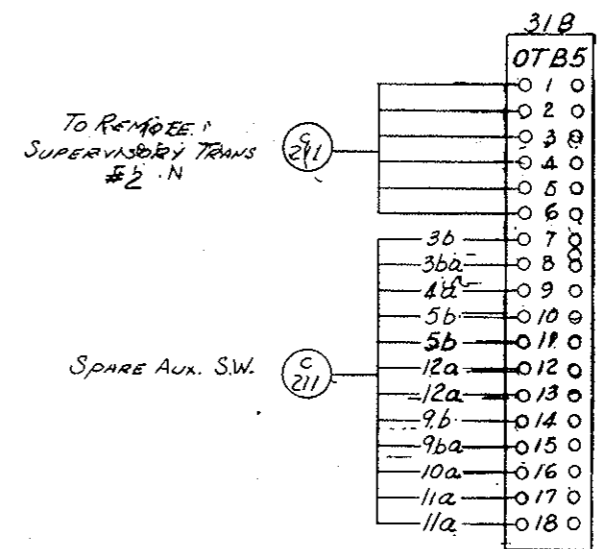 31B
OTB5
1
2
TO REMOTE
3
SUPERVISORY TRANS
C
4
#2 N
5
6
3b 7
3ba 8
4a 9
5b 10
5b 11
SPARE AUX. S.W.
C
211
12a 12
12a 13
9b 14
9ba 15
10a 16
11a 17
11a 18